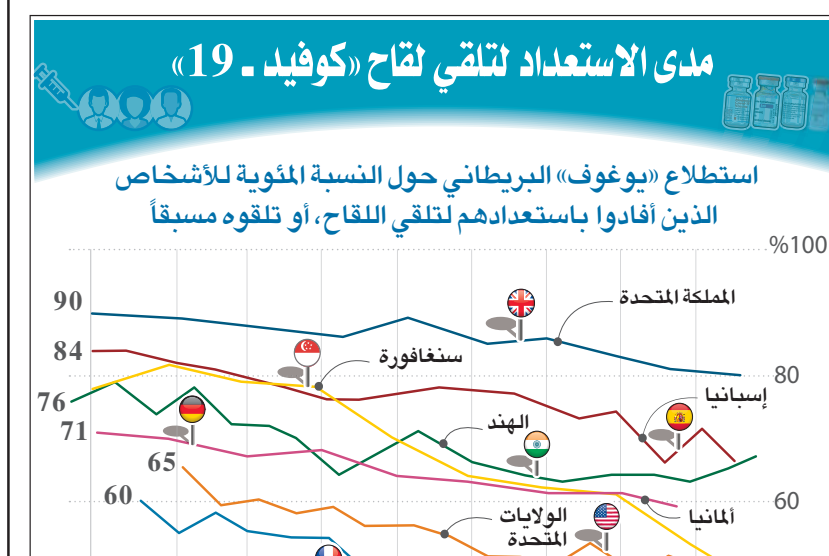 مدى الاستعداد لتلقي لقاح «كوفيد ـ 19»
استطلاع «يوغوف» البريطاني حول النسبة المئوية للأشخاص
الذين أفادوا باستعدادهم لتلقي اللقاح، أو تلقوه مسبقاً
%100
المملكة المتحدة
90
سنغافورة
84
80
إسبانيا
76
الهند
71
65
60
60
ألمانيا
الولايات
المتحدة